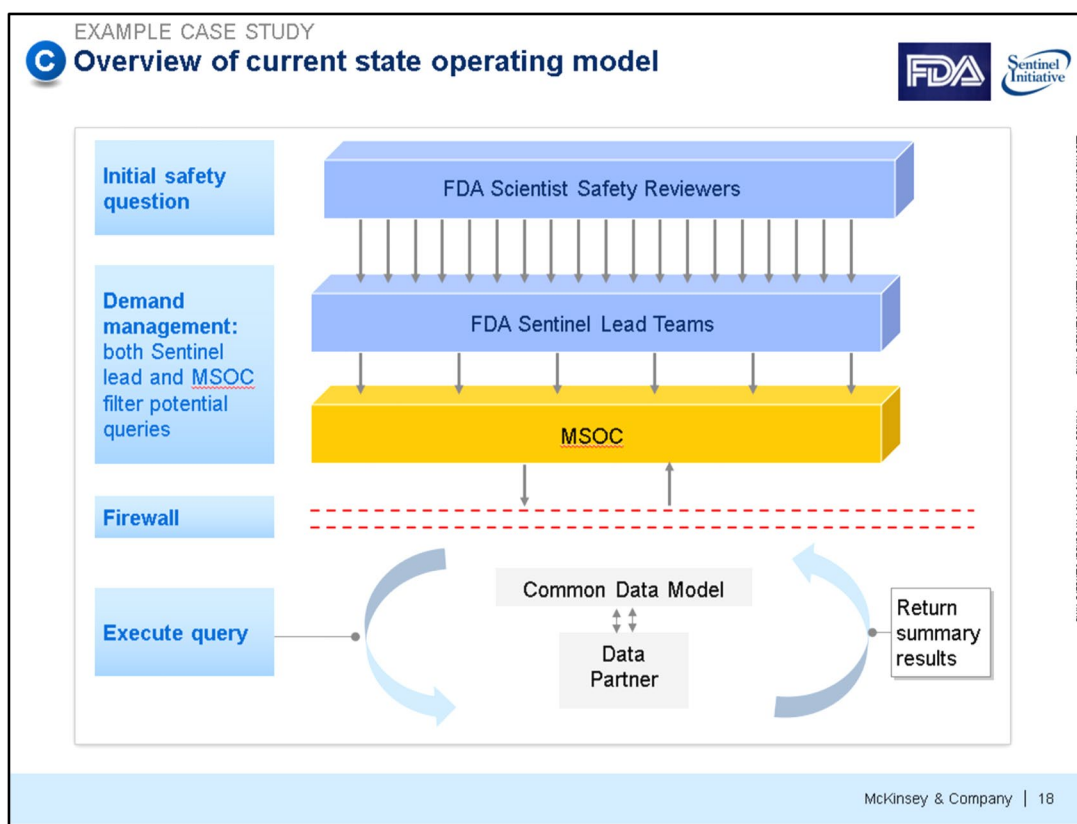 EXAMPLE CASE STUDY
C
Overview of current state operating model
FDA
Sentinel
Initiative
Initial safety
question
FDA Scientist Safety Reviewers
Demand
management:
both Sentinel
lead and MSOC
filter potential
queries
FDA Sentinel Lead Teams
MSOC
Firewall
Execute query
Common Data Model
Data
Partner
Return
summary
results
McKinsey & Company | 18